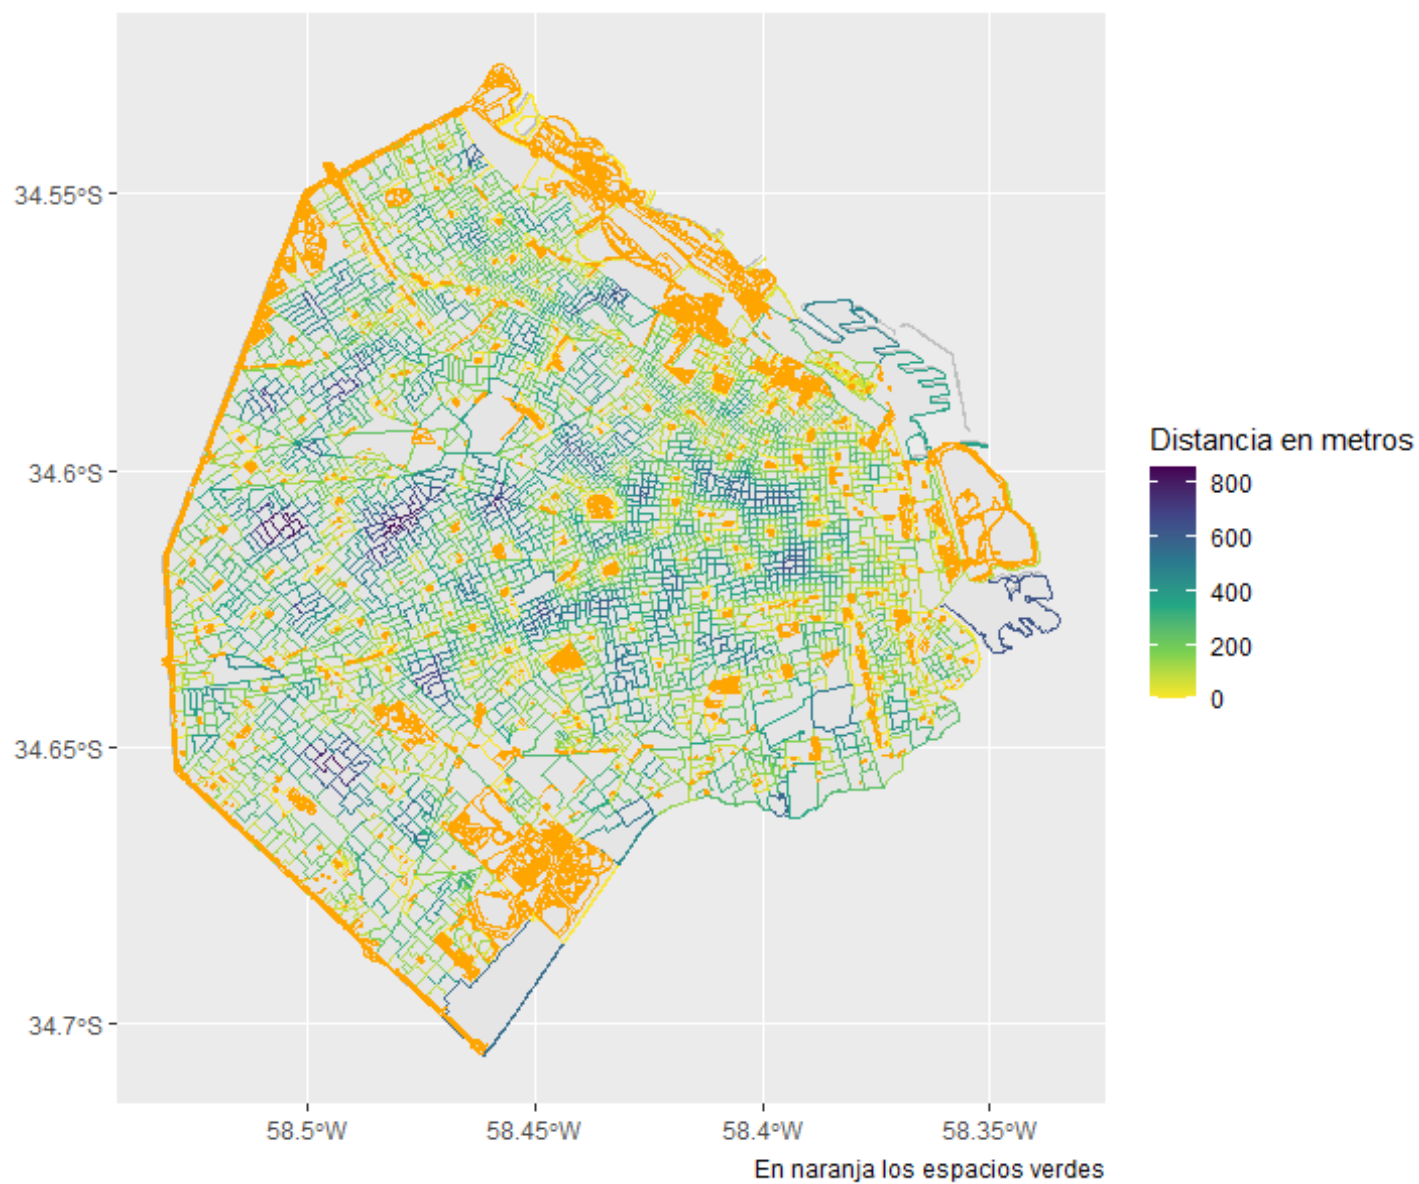 34.55°S
34.6°S
34.65°S
34.7°S
58.5°W
58.45°W
58.4°W
58.35°W
Distancia en metros
800
600
400
200
0
En naranja los espacios verdes